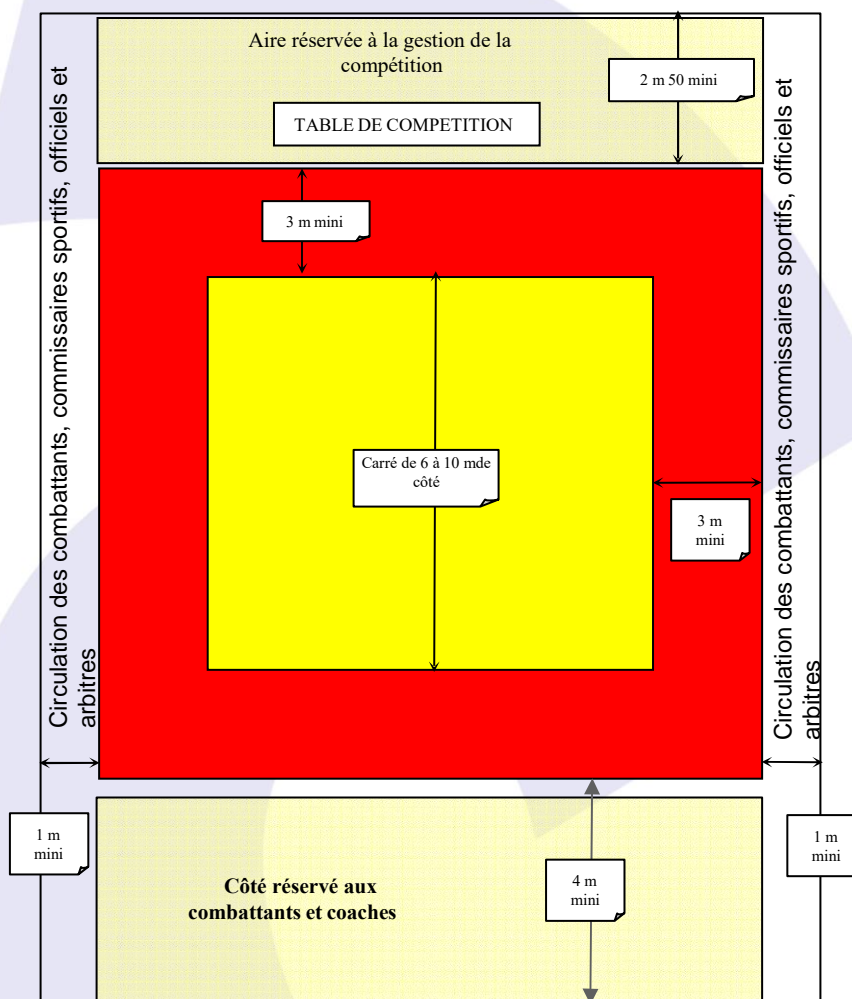 Aire réservée à la gestion de la
compétition
2 m 50 mini
TABLE DE COMPETITION
Circulation des combattants, commissaires sportifs, officiels et
arbitres
Circulation des combattants, commissaires sportifs, officiels et
arbitres
3 m mini
Carré de 6 à 10 mde
côté
3 m
mini
1 m
mini
1 m
mini
Côté réservé aux
combattants et coaches
4 m
mini